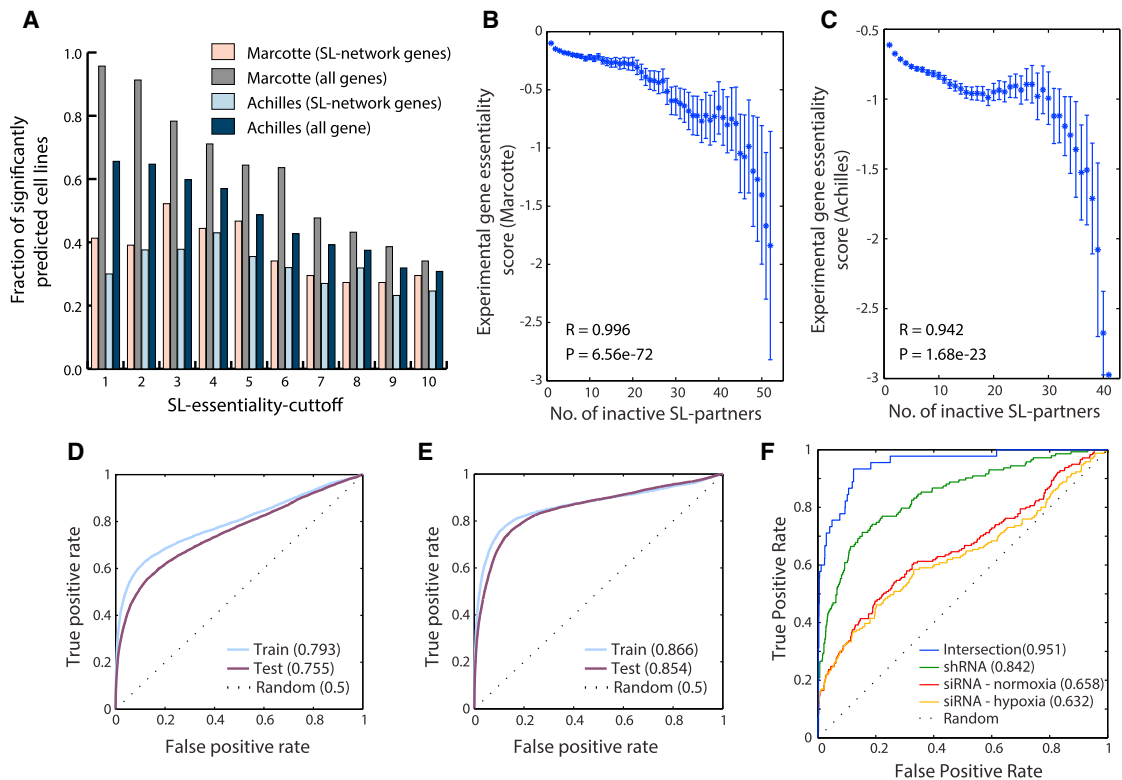 A
Marcotte (SL-network genes)
Marcotte (all genes)
Achilles (SL-network genes)
Achilles (all gene)
Fraction of significantly
predicted cell lines
1.0
0.8
0.6
0.4
0.2
0.0
1 2 3 4 5 6 7 8 9 10
SL-essentiality-cuttoff
B
Experimental gene essentiality
score (Marcotte)
0
-0.5
-1
-1.5
-2
-2.5
-3
R = 0.996
P = 6.56e-72
0 10 20 30 40 50
No. of inactive SL-partners
C
Experimental gene essentiality
score (Achilles)
-0.5
-1
-1.5
-2
-2.5
-3
R = 0.942
P = 1.68e-23
0 10 20 30 40
No. of inactive SL-partners
D
True positive rate
1
0.8
0.6
0.4
0.2
0
Train (0.793)
Test (0.755)
Random (0.5)
0 0.2 0.4 0.6 0.8 1
False positive rate
E
True positive rate
1
0.8
0.6
0.4
0.2
0
Train (0.866)
Test (0.854)
Random (0.5)
0 0.2 0.4 0.6 0.8 1
False positive rate
F
True Positive Rate
1
0.8
0.6
0.4
0.2
0
Intersection(0.951)
shRNA (0.842)
siRNA - normoxia (0.658)
siRNA - hypoxia (0.632)
Random
0 0.2 0.4 0.6 0.8 1
False Positive Rate